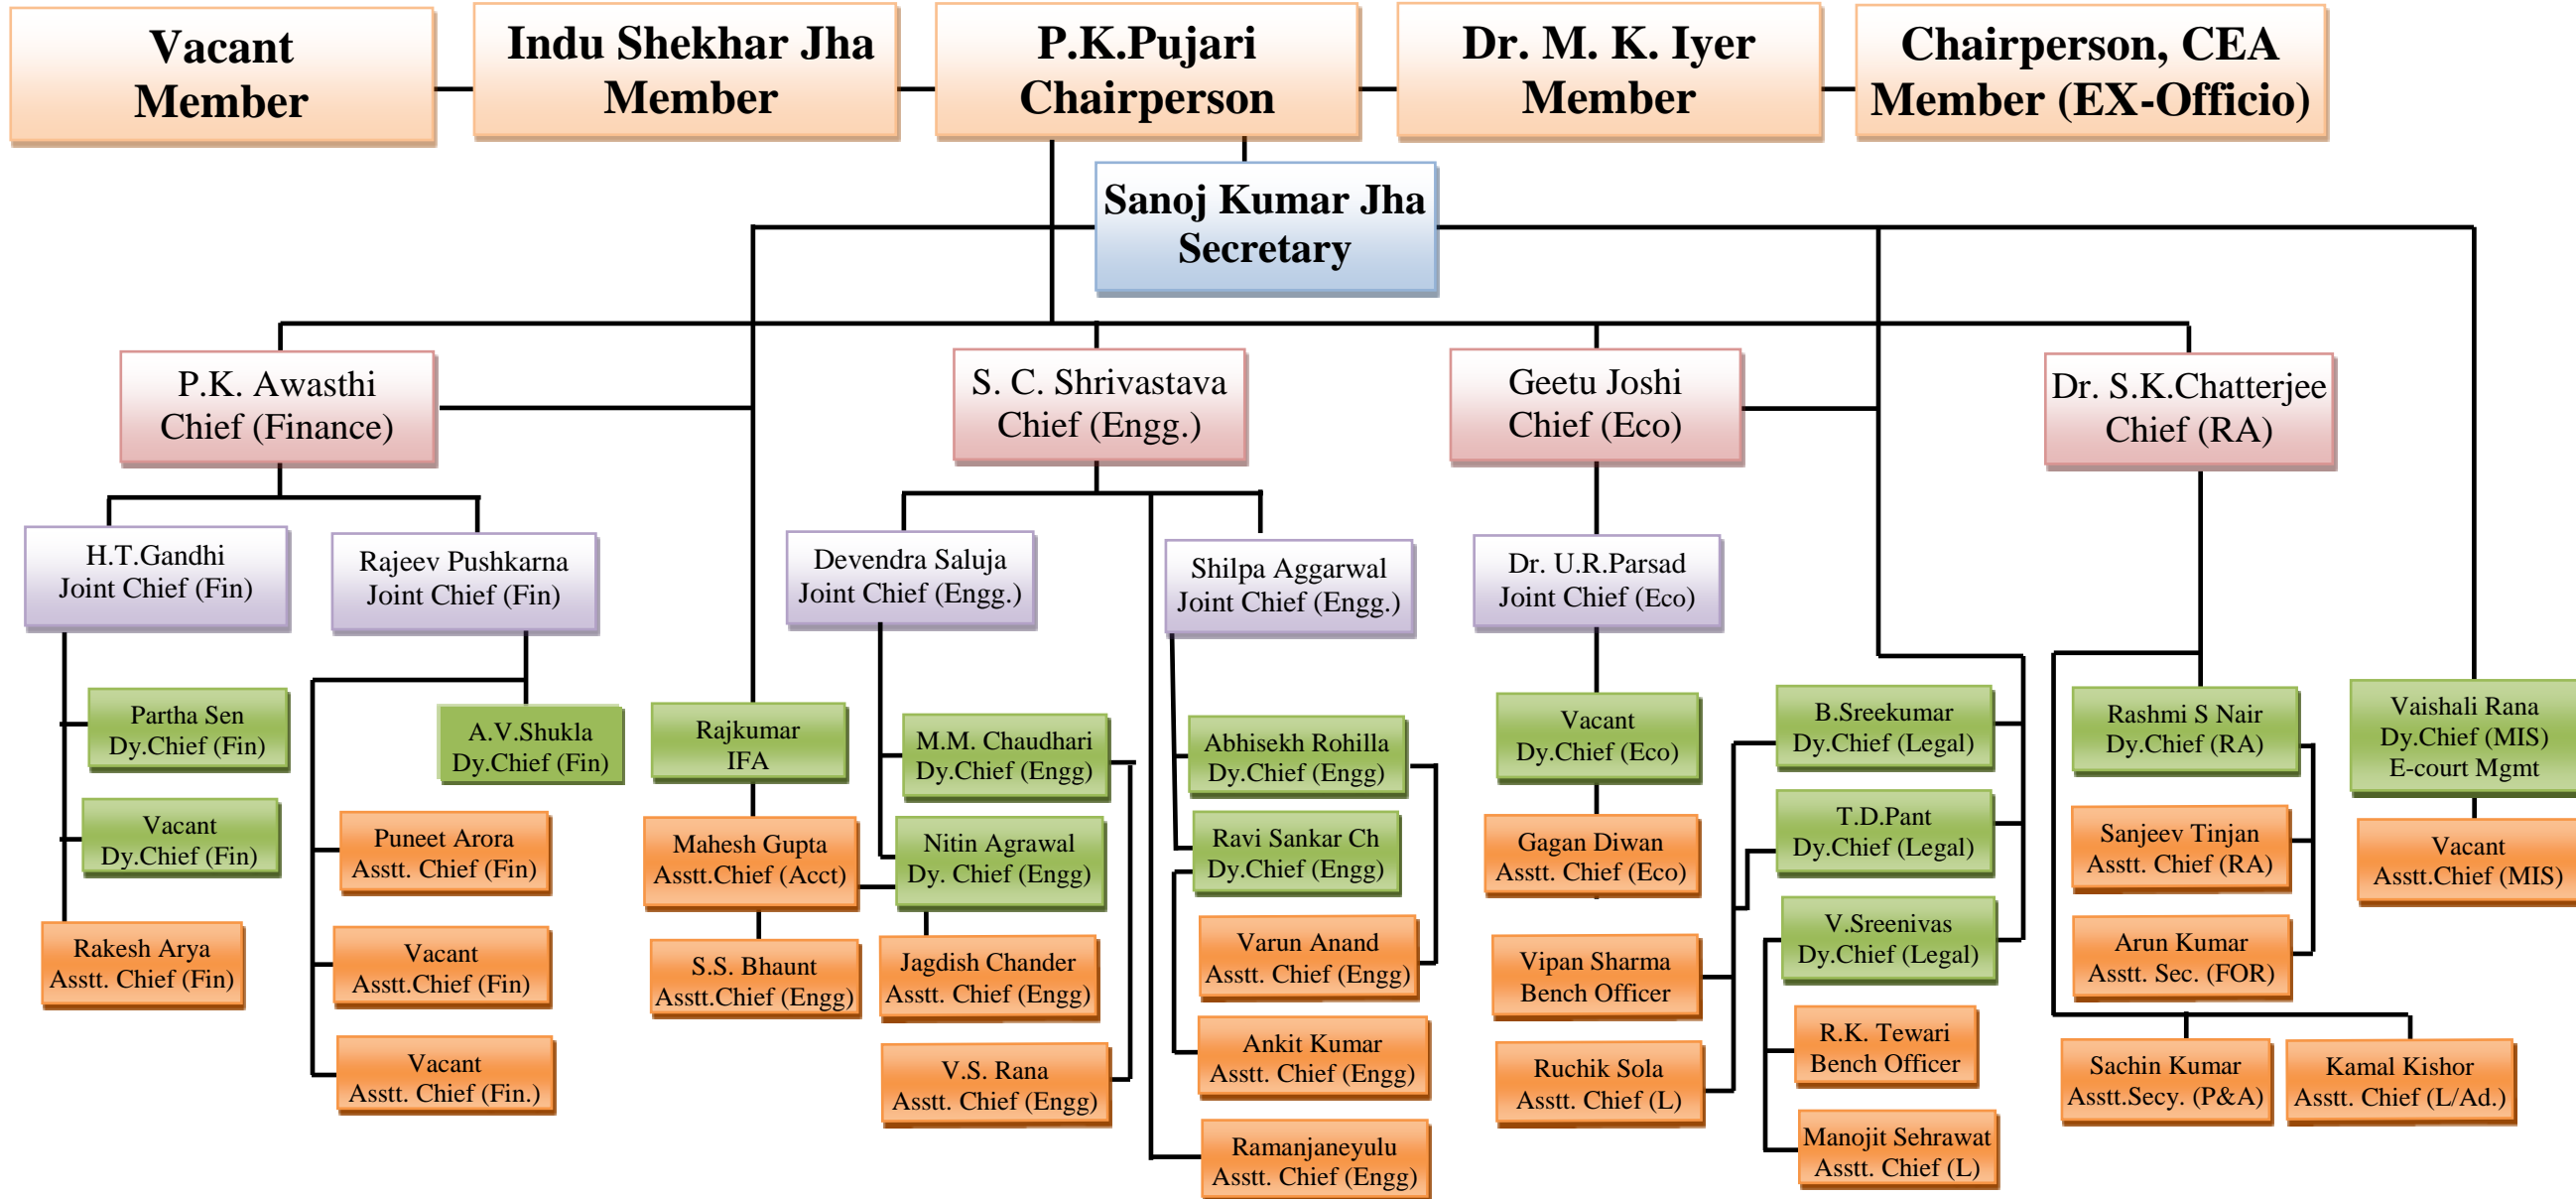 Vacant
Member
Indu Shekhar Jha
Member
P.K.Pujari
Chairperson
Dr. M. K. Iyer
Member
Chairperson, CEA
Member (EX-Officio)
Sanoj Kumar Jha
Secretary
P.K. Awasthi
Chief (Finance)
S. C. Shrivastava
Chief (Engg.)
Geetu Joshi
Chief (Eco)
Dr. S.K.Chatterjee
Chief (RA)
H.T.Gandhi
Joint Chief (Fin)
Rajeev Pushkarna
Joint Chief (Fin)
Devendra Saluja
Joint Chief (Engg.)
Shilpa Aggarwal
Joint Chief (Engg.)
Dr. U.R.Parsad
Joint Chief (Eco)
Partha Sen
Dy.Chief (Fin)
A.V.Shukla
Dy.Chief (Fin)
Rajkumar
IFA
M.M. Chaudhari
Dy.Chief (Engg)
Abhisekh Rohilla
Dy.Chief (Engg)
Vacant
Dy.Chief (Eco)
B.Sreekumar
Dy.Chief (Legal)
Rashmi S Nair
Dy.Chief (RA)
Vaishali Rana
Dy.Chief (MIS)
E-court Mgmt
Vacant
Dy.Chief (Fin)
Puneet Arora
Asstt. Chief (Fin)
Mahesh Gupta
Asstt.Chief (Acct)
Nitin Agrawal
Dy. Chief (Engg)
Ravi Sankar Ch
Dy.Chief (Engg)
Gagan Diwan
Asstt. Chief (Eco)
T.D.Pant
Dy.Chief (Legal)
Sanjeev Tinjan
Asstt. Chief (RA)
Vacant
Asstt.Chief (MIS)
Rakesh Arya
Asstt. Chief (Fin)
Vacant
Asstt.Chief (Fin)
S.S. Bhaunt
Asstt.Chief (Engg)
Jagdish Chander
Asstt. Chief (Engg)
Varun Anand
Asstt. Chief (Engg)
Vipan Sharma
Bench Officer
V.Sreenivas
Dy.Chief (Legal)
Arun Kumar
Asstt. Sec. (FOR)
Vacant
Asstt. Chief (Fin.)
V.S. Rana
Asstt. Chief (Engg)
Ankit Kumar
Asstt. Chief (Engg)
Ruchik Sola
Asstt. Chief (L)
R.K. Tewari
Bench Officer
Sachin Kumar
Asstt.Secy. (P&A)
Kamal Kishor
Asstt. Chief (L/Ad.)
Ramanjaneyulu
Asstt. Chief (Engg)
Manojit Sehrawat
Asstt. Chief (L)